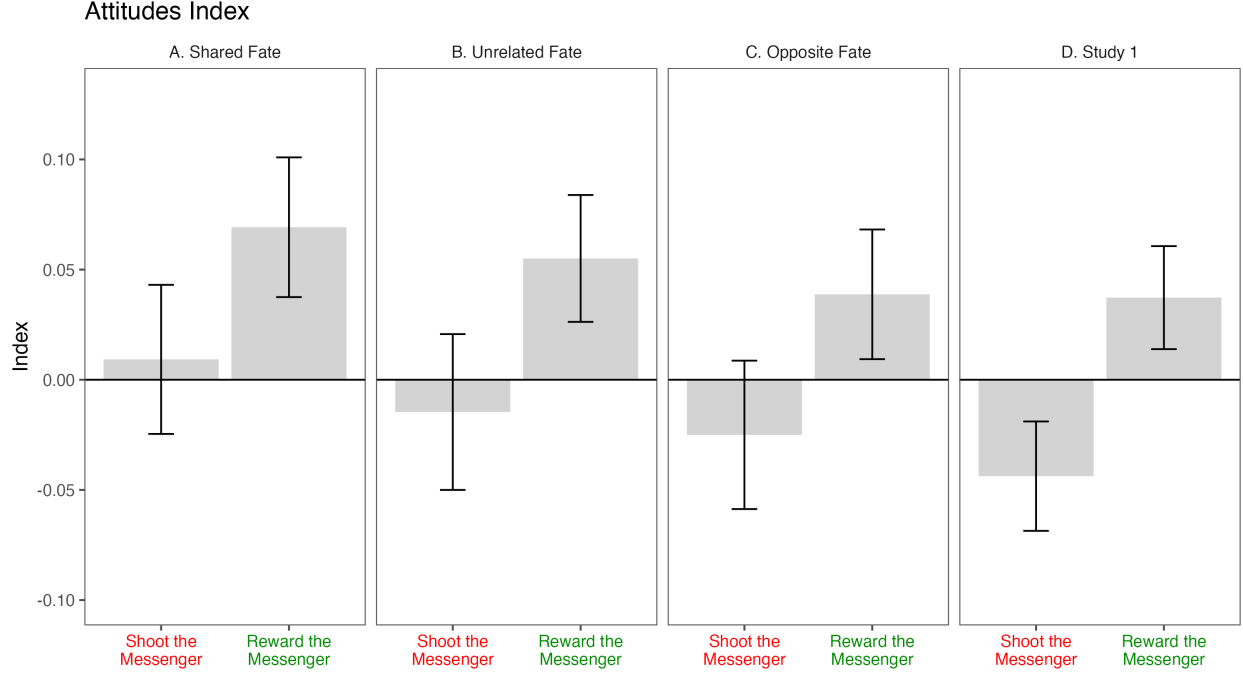 Attitudes Index
A. Shared Fate
B. Unrelated Fate
C. Opposite Fate
D. Study 1
Index
0.10
0.05
0.00
-0.05
-0.10
Shoot the
Messenger
Reward the
Messenger
Shoot the
Messenger
Reward the
Messenger
Shoot the
Messenger
Reward the
Messenger
Shoot the
Messenger
Reward the
Messenger